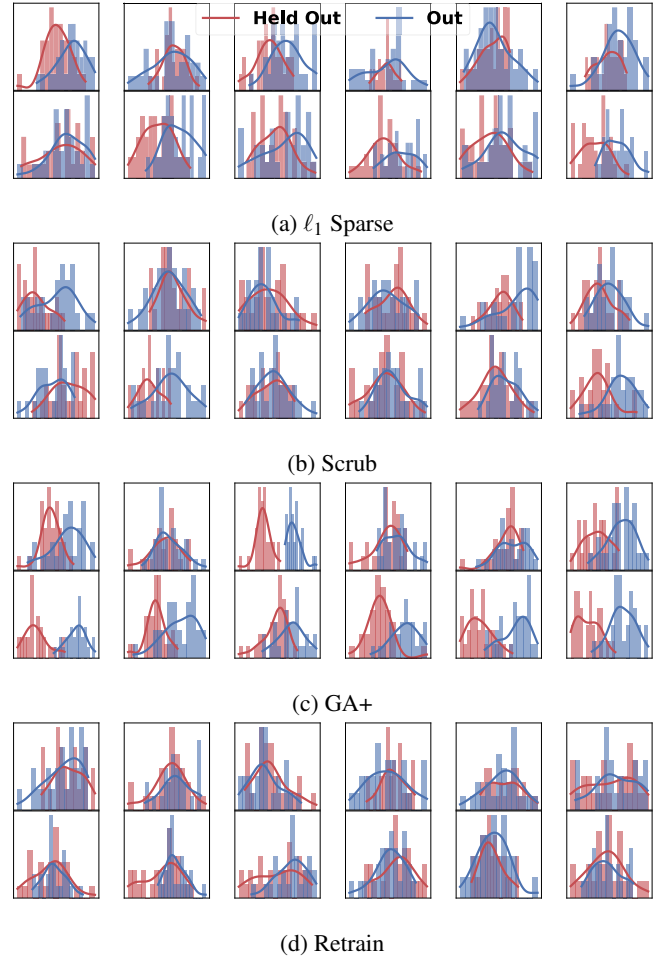 Held Out Out
(a) ℓ₁ Sparse
(b) Scrub
(c) GA+
(d) Retrain